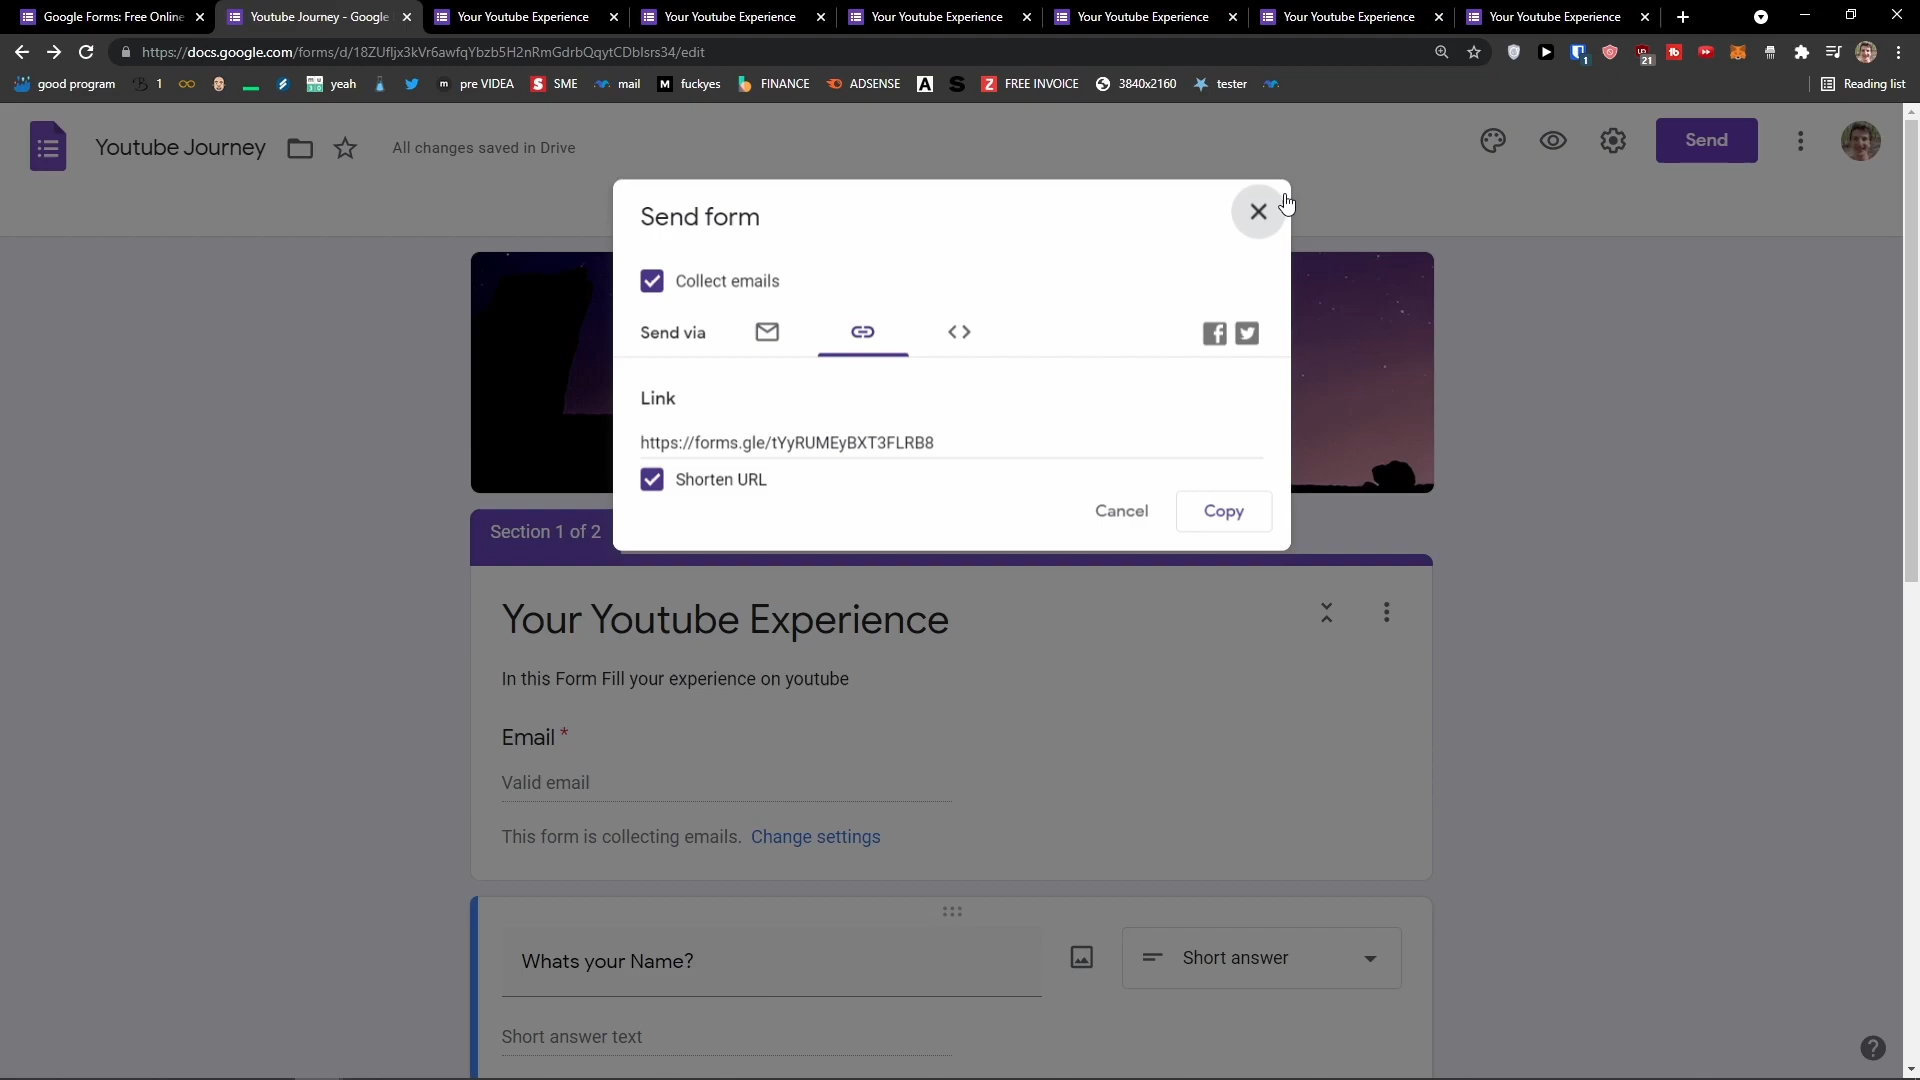 Google Forms: Free Online
Youtube Journey - Google
Your Youtube Experience
Your Youtube Experience
Your Youtube Experience
Your Youtube Experience
Your Youtube Experience
Your Youtube Experience
https://docs.google.com/forms/d/18ZUfljx3kVr6awfqYbzb5H2nRmGdrbQqytCDblsrs34/edit
21
1
good program
1
yeah
m
pre VIDEA
S
SME
mail
M
fuckyes
FINANCE
ADSENSE
A
S
Z
FREE INVOICE
3840x2160
tester
Reading list
Youtube Journey
All changes saved in Drive
Send
Send form
Collect emails
Send via
Link
https://forms.gle/tYyRUMEyBXT3FLRB8
Shorten URL
Cancel
Copy
Section 1 of 2
Your Youtube Experience
In this Form Fill your experience on youtube
Email *
Valid email
This form is collecting emails. Change settings
Whats your Name?
Short answer
Short answer text